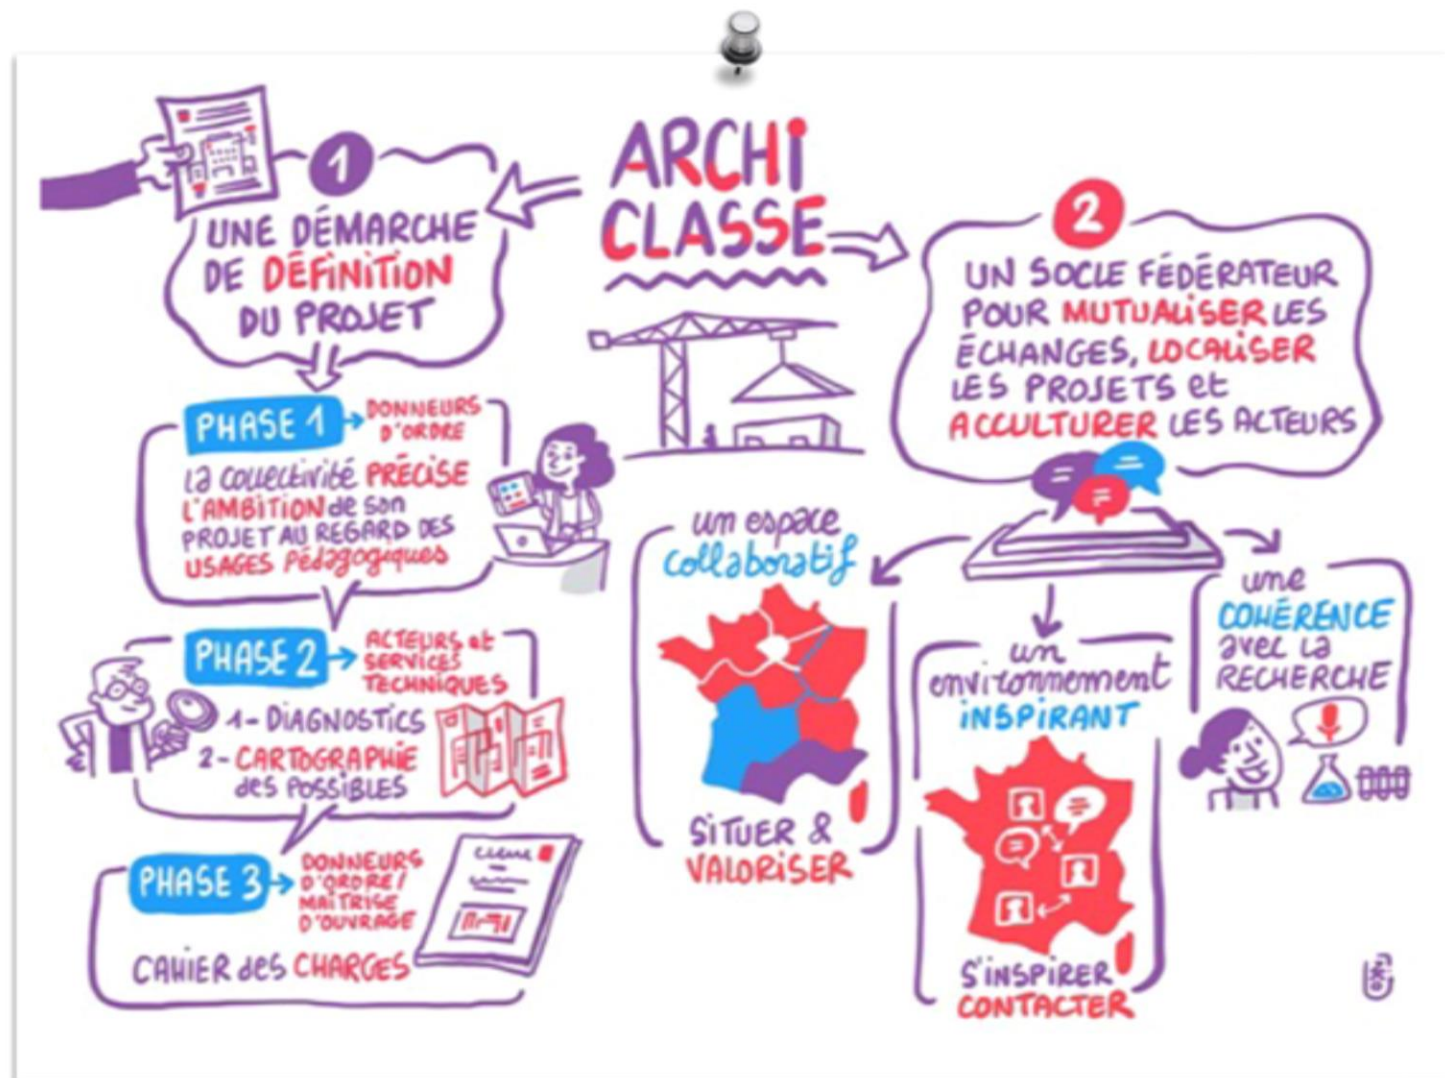 ARCHI
CLASSE
1
UNE DÉMARCHE
DE DÉFINITION
DU PROJET
PHASE 1
DONNEURS
D'ORDRE
la collectivité PRÉCISE
L'AMBITION de son
PROJET AU REGARD DES
USAGES Pédagogiques
PHASE 2
ACTEURS et
SERVICES
TECHNIQUES
1- DIAGNOSTICS
2- CARTOGRAPHIE
des POSSIBLES
PHASE 3
DONNEURS
D'ORDRE/
MAÎTRISE
D'OUVRAGE
CAHIER des CHARGES
2
UN SOCLE FÉDÉRATEUR
POUR MUTUALISER LES
ÉCHANGES, LOCALISER
LES PROJETS et
ACCULTURER LES ACTEURS
un espace
collaboratif
SITUER &
VALORISER
un
environnement
INSPIRANT
S'INSPIRER
CONTACTER
une
COHÉRENCE
avec la
RECHERCHE